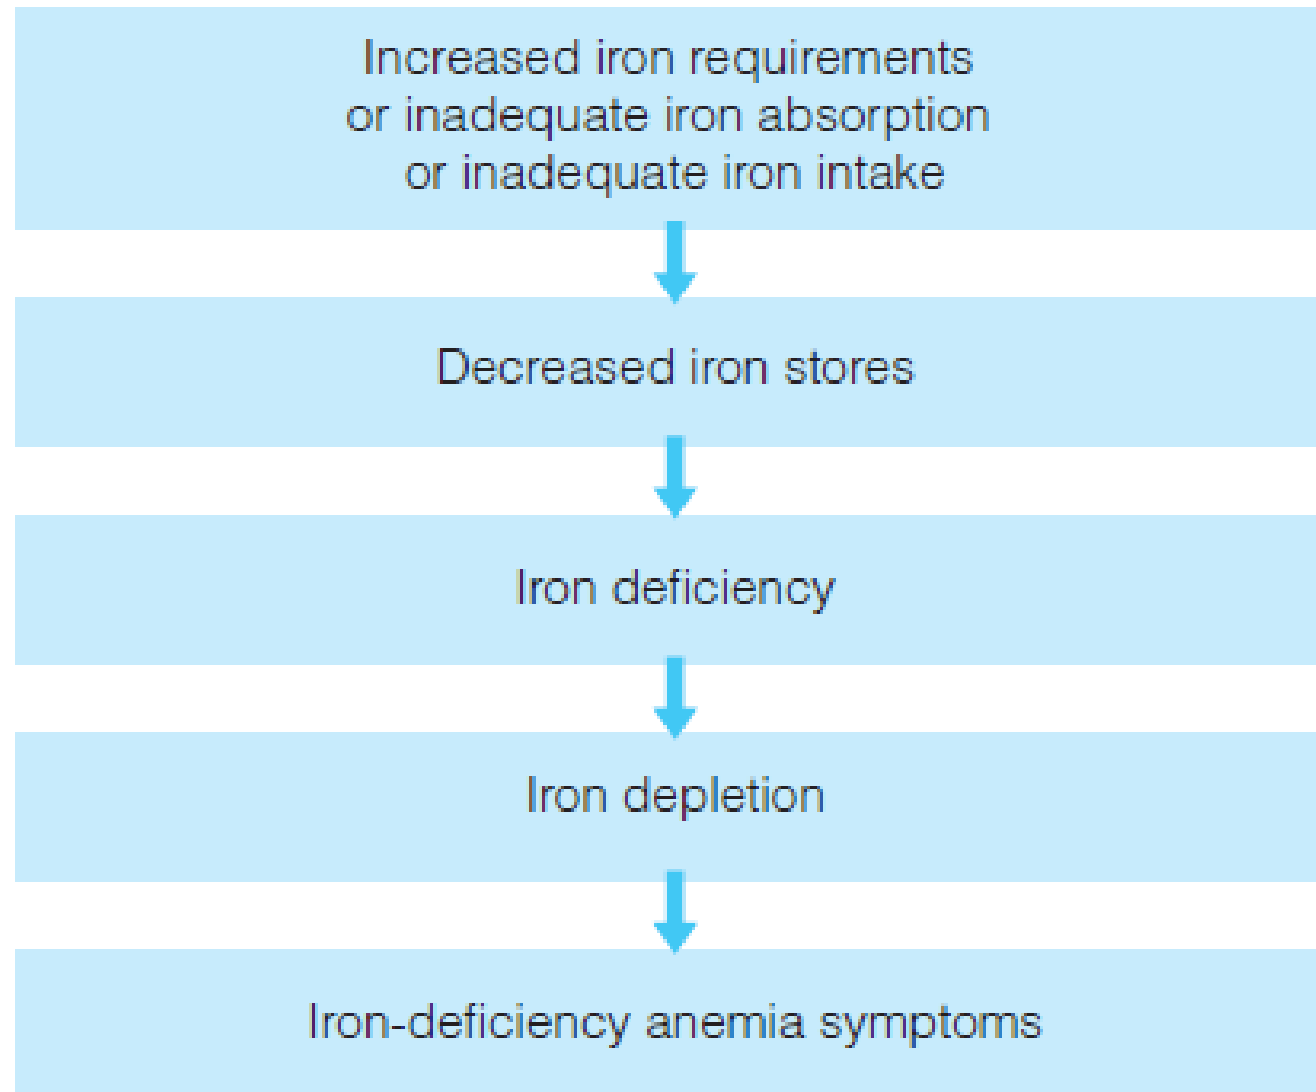 Increased iron requirements
or inadequate iron absorption
or inadequate iron intake
Decreased iron stores
Iron deficiency
Iron depletion
Iron-deficiency anemia symptoms